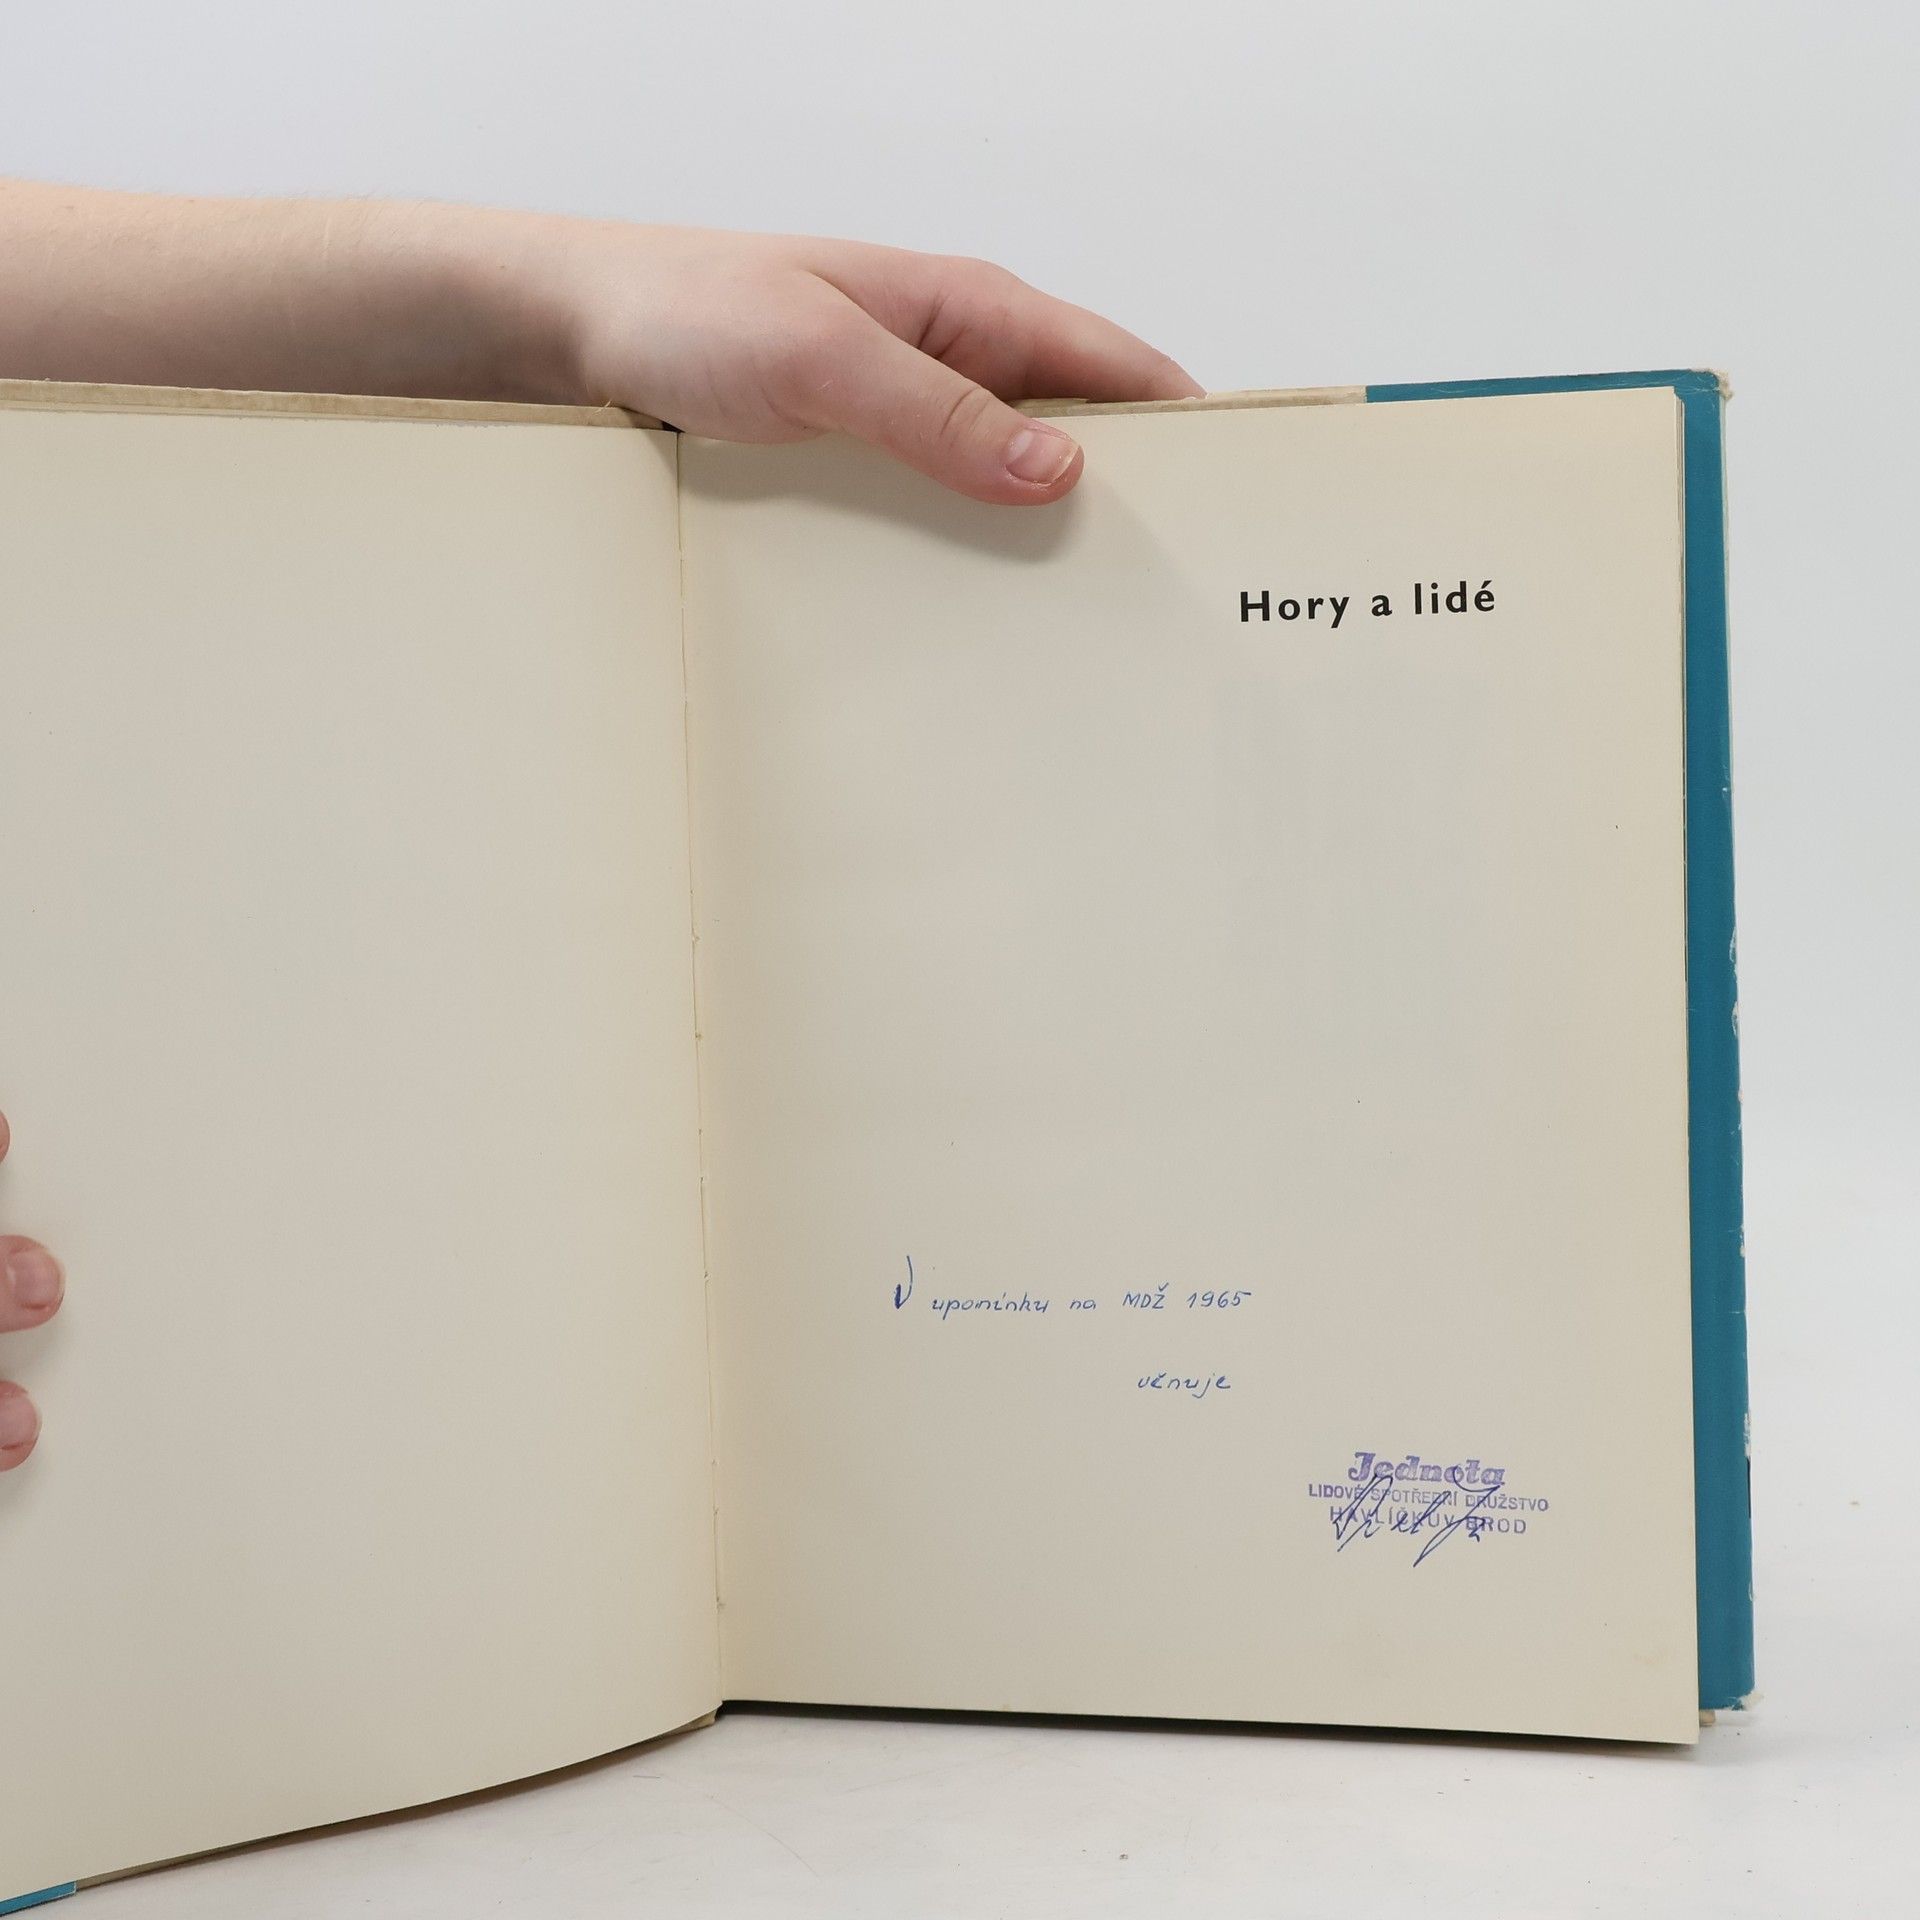 Hory a lidé
V upomínku na MDŽ 1965
věnuje
Jednota
LIDOVÉ SPOTŘEBNÍ DRUŽSTVO
HAVLÍČKŮV BROD